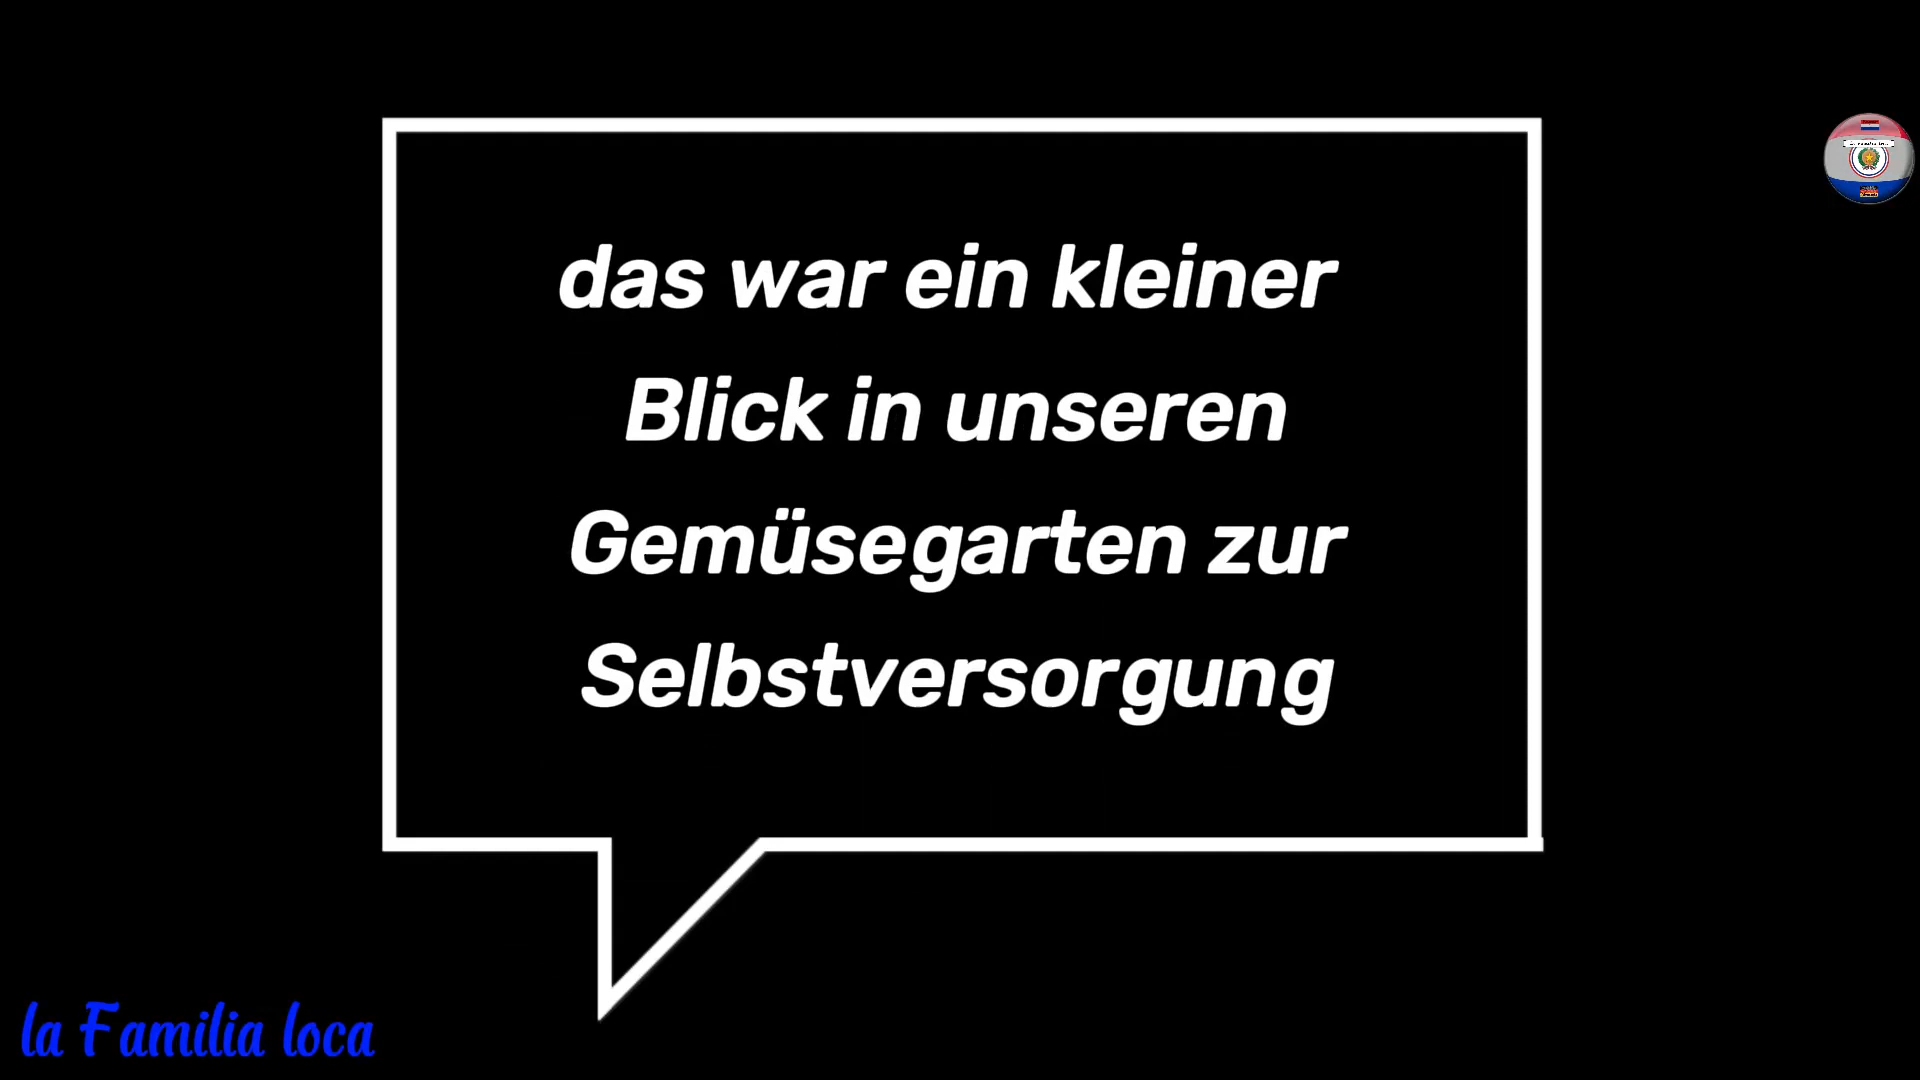 das war ein kleiner
Blick in unseren
Gemüsegarten zur
Selbstversorgung
la Familia loca